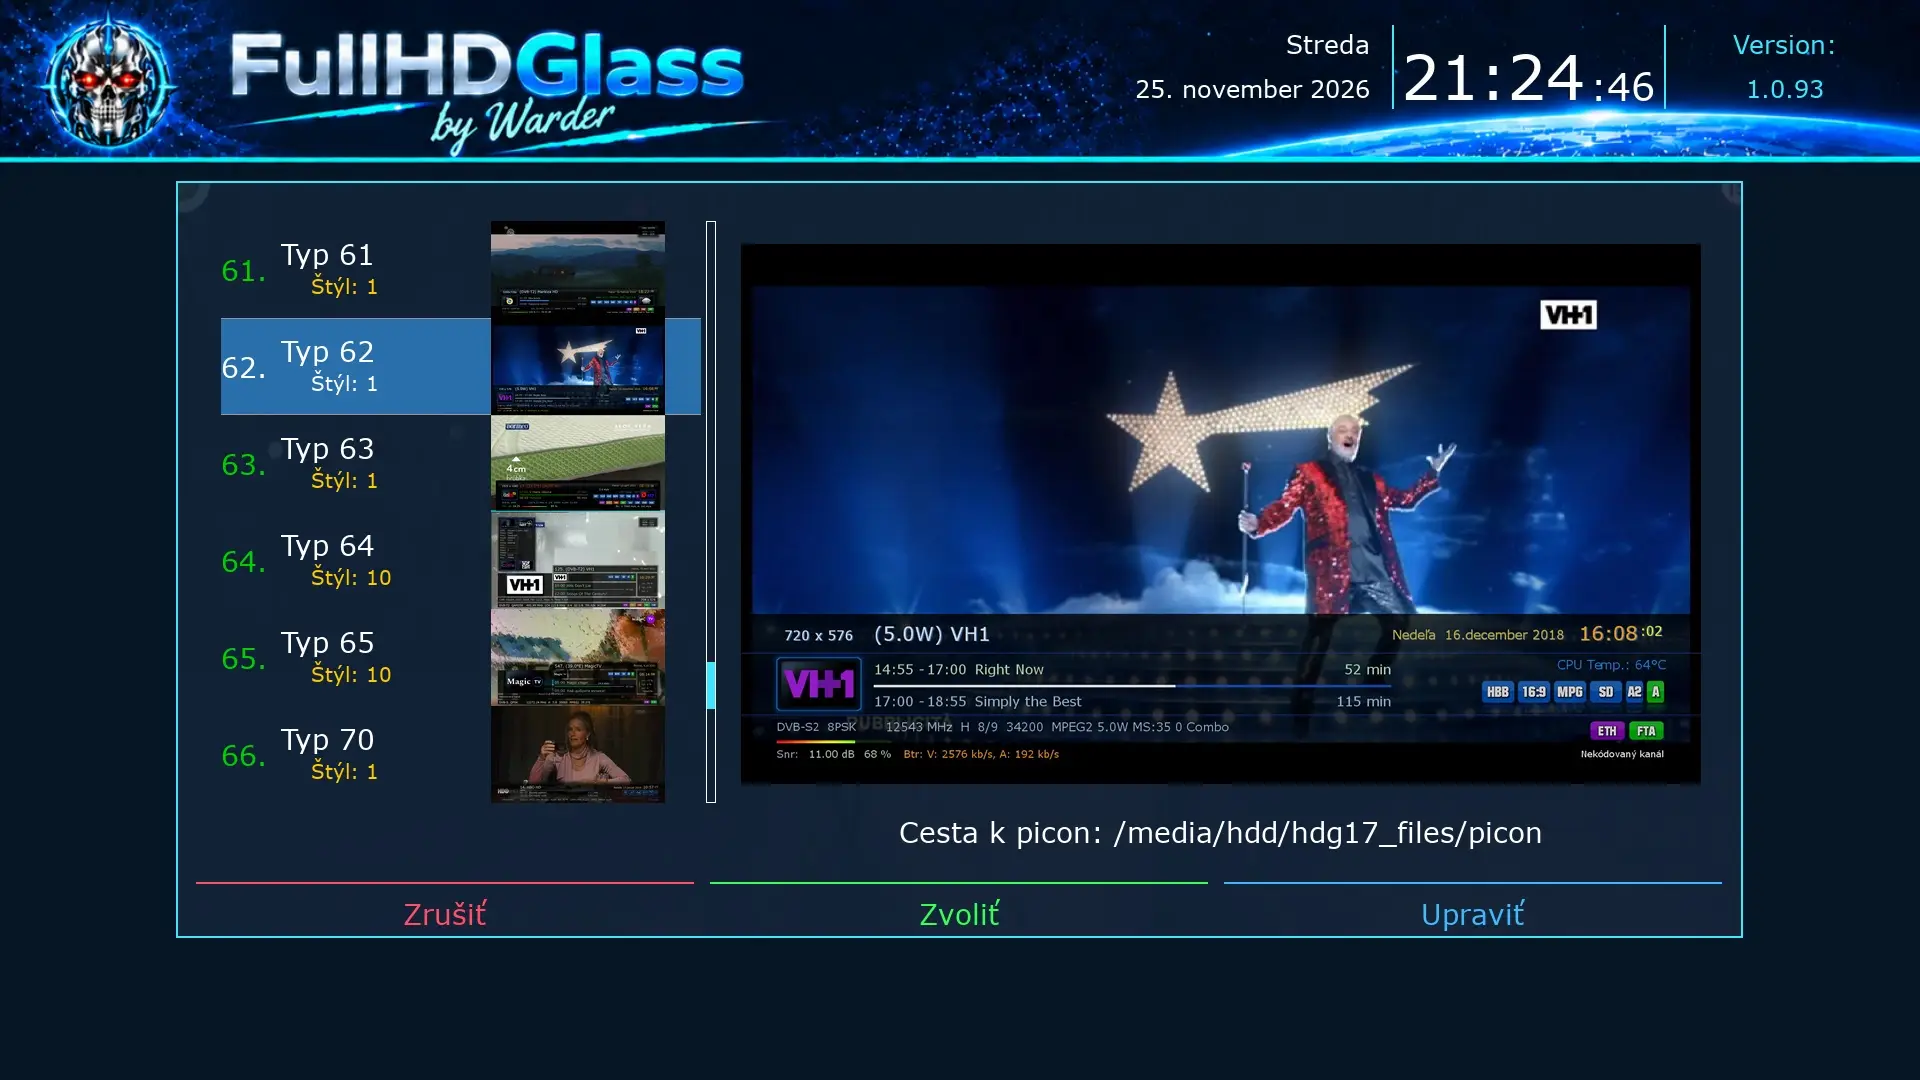 FullHDGlass
by Warder
Streda
25. november 2026
21:24:46
Version:
1.0.93
61. Typ 61
Štýl: 1
62. Typ 62
Štýl: 1
63. Typ 63
Štýl: 1
64. Typ 64
Štýl: 10
65. Typ 65
Štýl: 10
66. Typ 70
Štýl: 1
4cm
VH1
Magic TV
VH1
720 x 576 (5.0W) VH1 Nedeľa 16.december 2018 16:08:02
VH1
14:55 - 17:00 Right Now 52 min
CPU Temp.: 64°C
17:00 - 18:55 Simply the Best 115 min
HBB 16:9 MPG SD A2 A
PUBBLICITÀ
DVB-S2 8PSK 12543 MHz H 8/9 34200 MPEG2 5.0W MS:35 0 Combo
ETH FTA
Snr: 11.00 dB 68 % Btr: V: 2576 kb/s, A: 192 kb/s
Nekódovaný kanál
Cesta k picon: /media/hdd/hdg17_files/picon
Zrušiť
Zvoliť
Upraviť